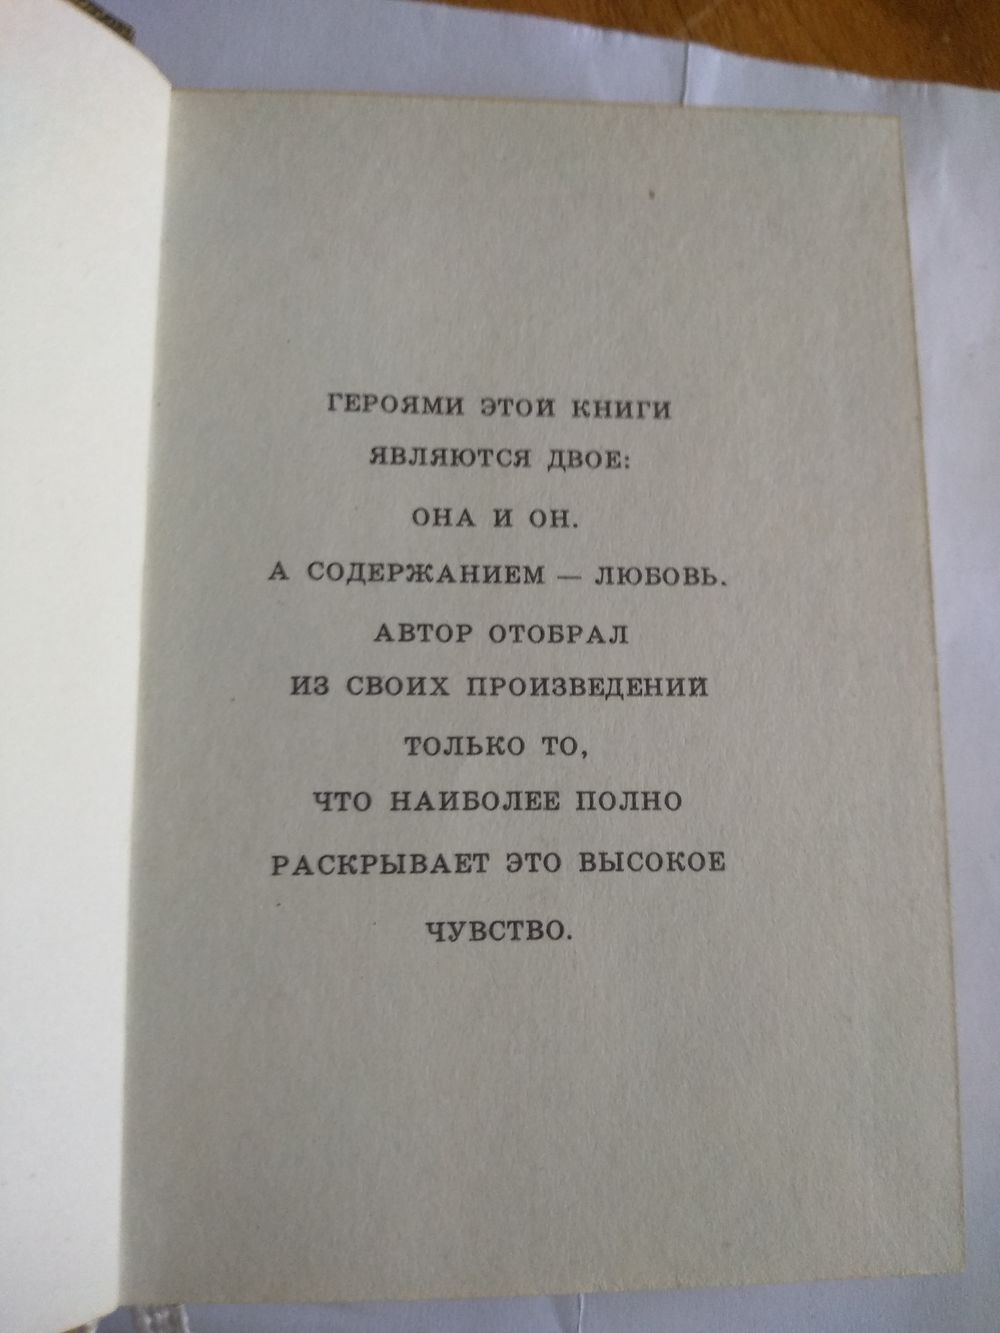 ГЕРОЯМИ ЭТОЙ КНИГИ
ЯВЛЯЮТСЯ ДВОЕ:
ОНА И ОН.
А СОДЕРЖАНИЕМ — ЛЮБОВЬ.
АВТОР ОТОБРАЛ
ИЗ СВОИХ ПРОИЗВЕДЕНИЙ
ТОЛЬКО ТО,
ЧТО НАИБОЛЕЕ ПОЛНО
РАСКРЫВАЕТ ЭТО ВЫСОКОЕ
ЧУВСТВО.